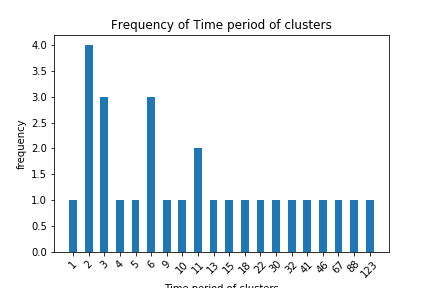 Frequency of Time period of clusters
4.0
3.5
3.0
2.5
2.0
1.5
1.0
0.5
0.0
frequency
1 2 3 4 5 6 9 10 11 13 15 18 22 30 32 41 46 67 88 123
Time period of clusters